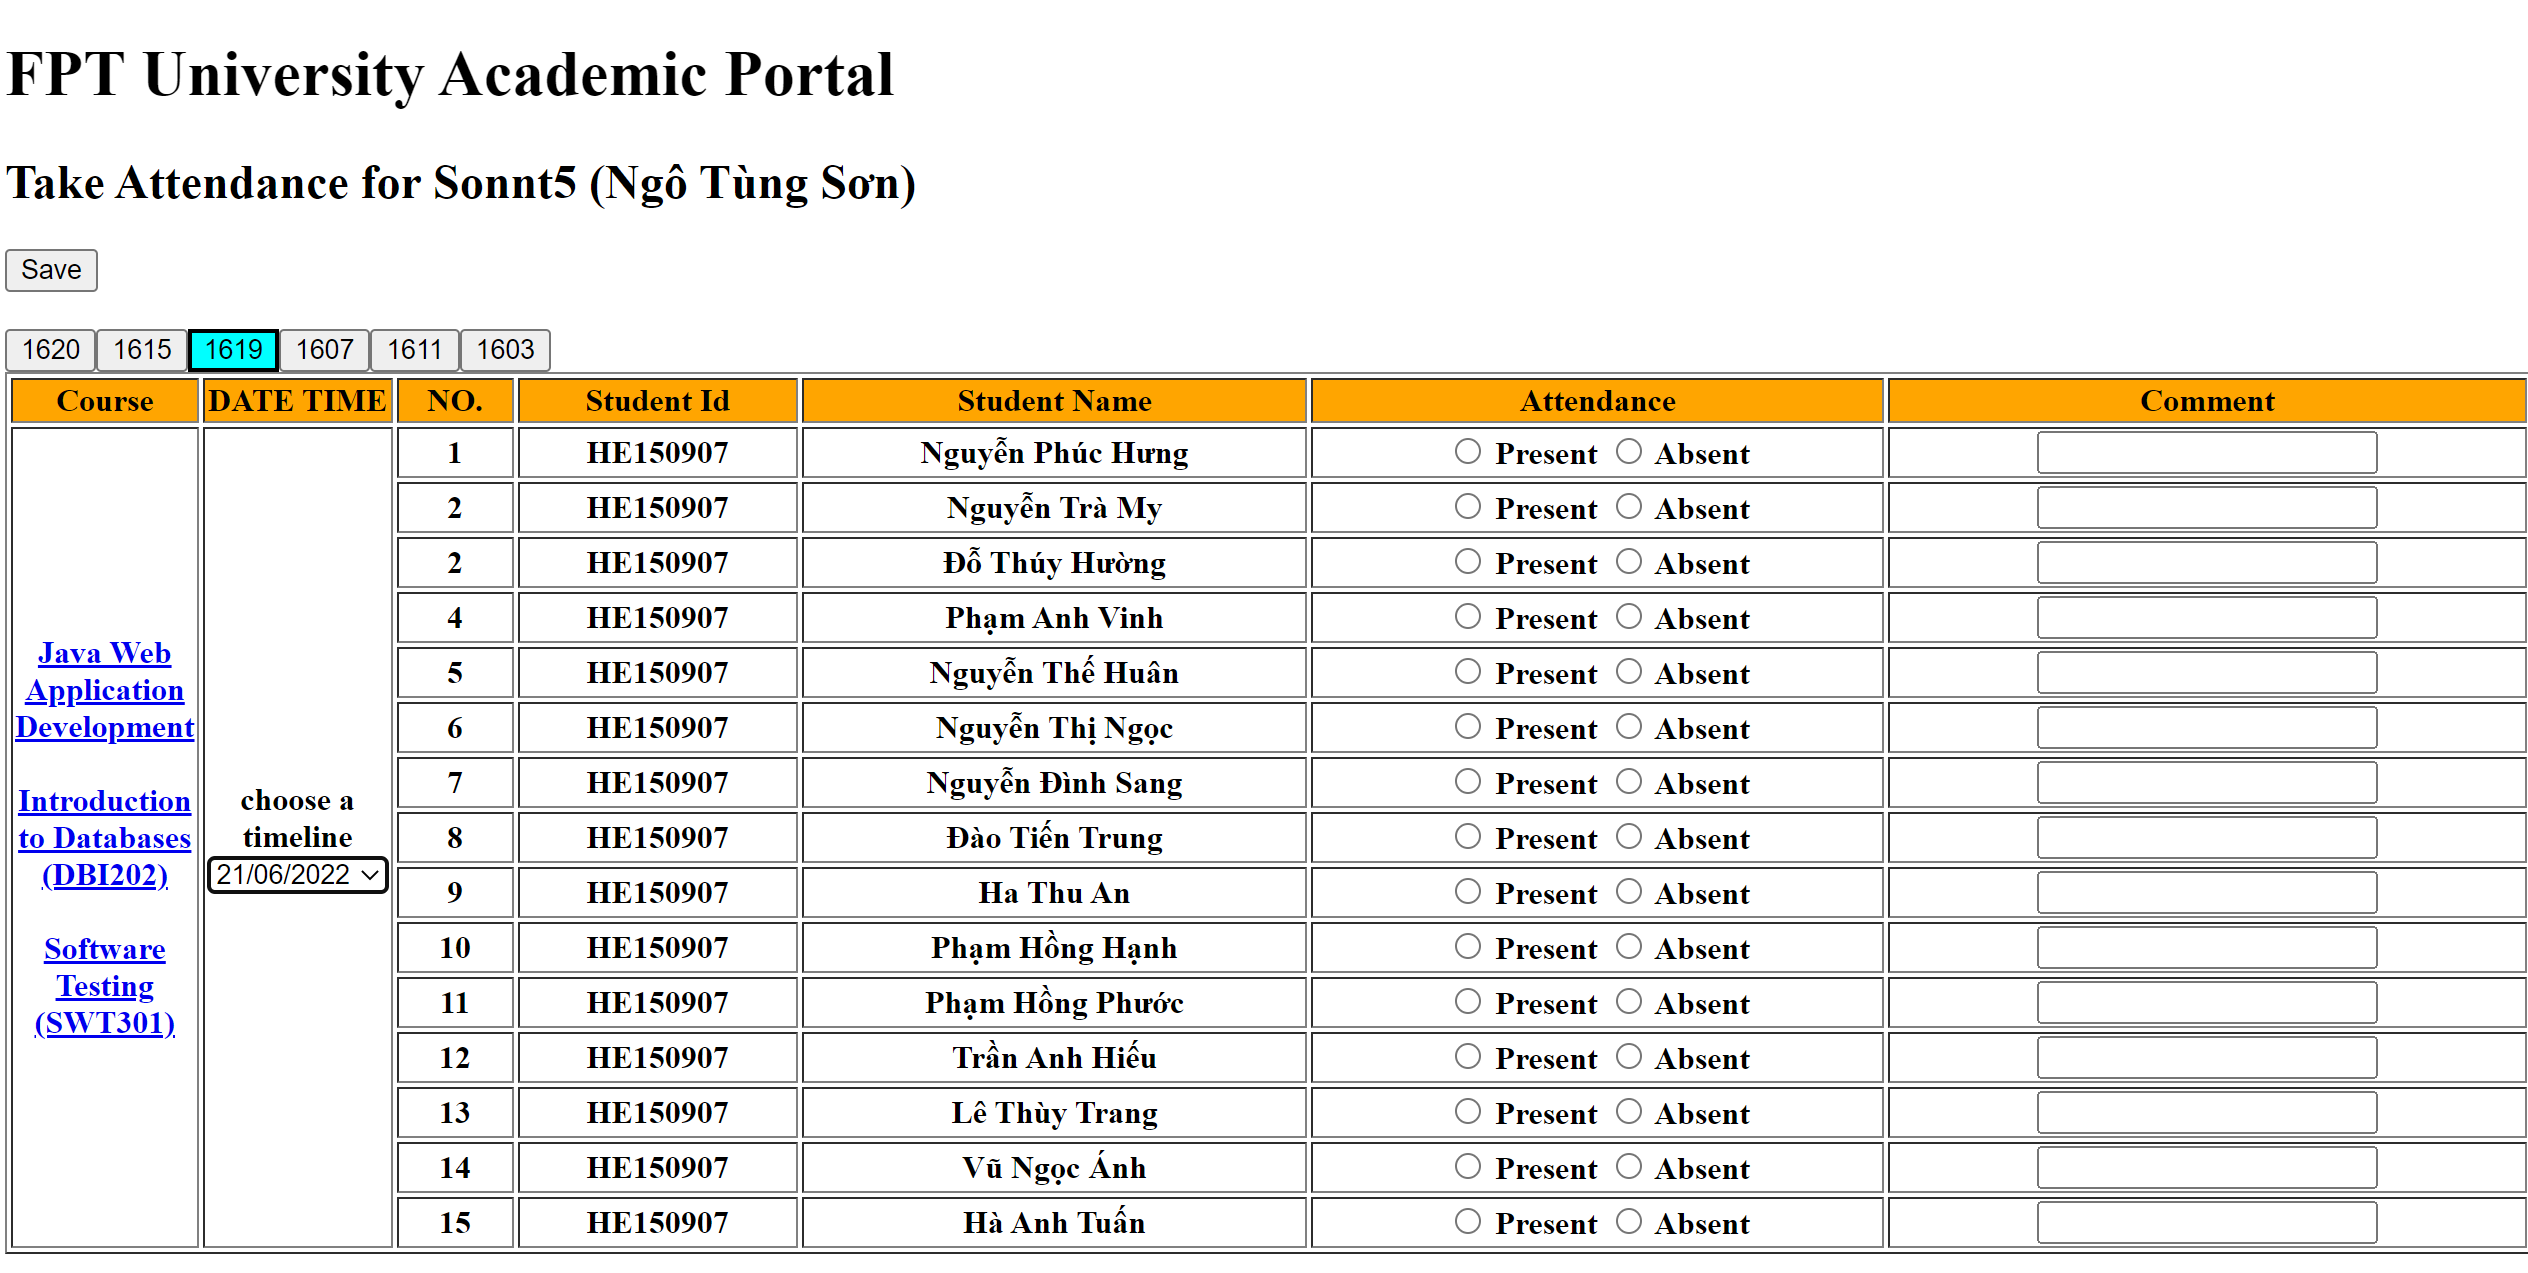 FPT University Academic Portal
Take Attendance for Sonnt5 (Ngô Tùng Sơn)
Save
1620 1615 1619 1607 1611 1603
Course DATE TIME NO. Student Id Student Name Attendance Comment
Java Web
Application
Development
Introduction
to Databases
(DBI202)
Software
Testing
(SWT301)
choose a
timeline
21/06/2022
1 HE150907 Nguyễn Phúc Hưng Present Absent
2 HE150907 Nguyễn Trà My Present Absent
2 HE150907 Đỗ Thúy Hường Present Absent
4 HE150907 Phạm Anh Vinh Present Absent
5 HE150907 Nguyễn Thế Huân Present Absent
6 HE150907 Nguyễn Thị Ngọc Present Absent
7 HE150907 Nguyễn Đình Sang Present Absent
8 HE150907 Đào Tiến Trung Present Absent
9 HE150907 Ha Thu An Present Absent
10 HE150907 Phạm Hồng Hạnh Present Absent
11 HE150907 Phạm Hồng Phước Present Absent
12 HE150907 Trần Anh Hiếu Present Absent
13 HE150907 Lê Thùy Trang Present Absent
14 HE150907 Vũ Ngọc Ánh Present Absent
15 HE150907 Hà Anh Tuấn Present Absent